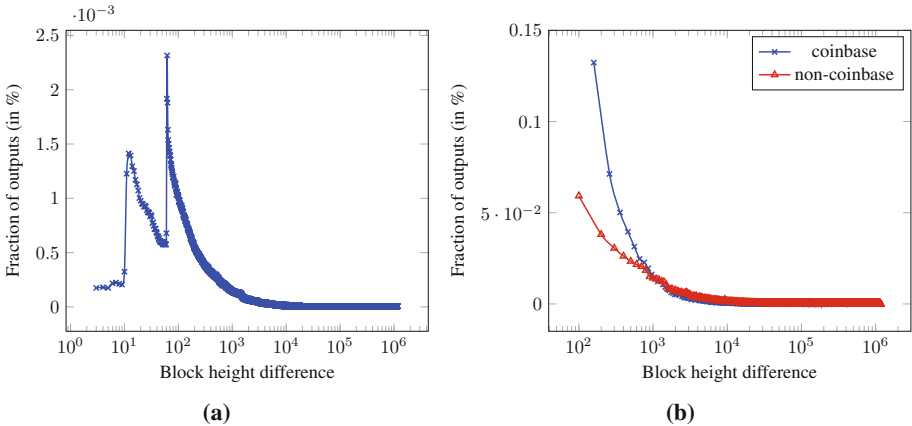 ·10⁻³
2.5
2
1.5
1
0.5
0
Fraction of outputs (in %)
10⁰ 10¹ 10² 10³ 10⁴ 10⁵ 10⁶
Block height difference
(a)
0.15
0.1
5 · 10⁻²
0
Fraction of outputs (in %)
coinbase
non-coinbase
10² 10³ 10⁴ 10⁵ 10⁶
Block height difference
(b)